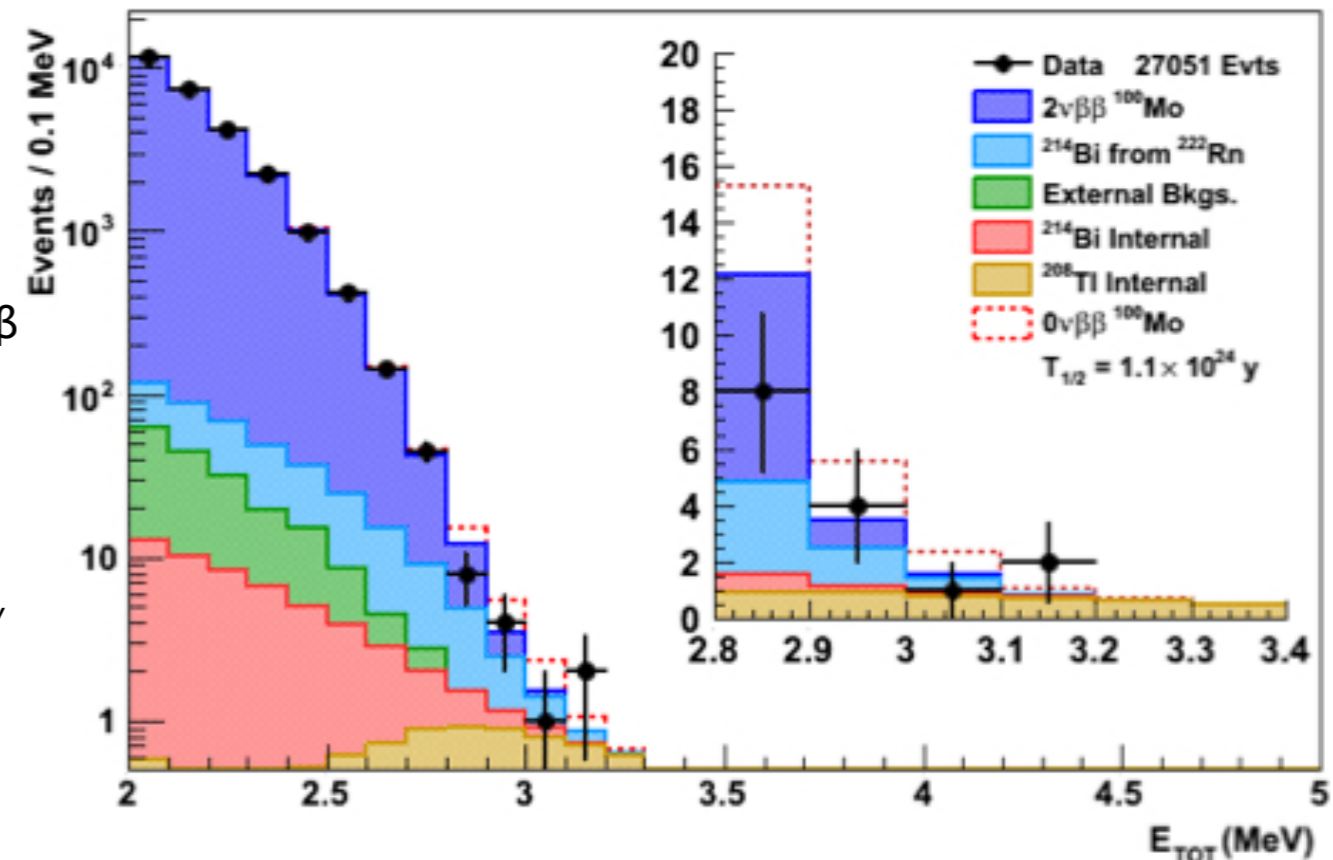 Events / 0.1 MeV
10⁴
10³
10²
10
1
β
2 2.5 3 3.5 4 4.5 5
E_TOT (MeV)
20
18
16
14
12
10
8
6
4
2
0
2.8 2.9 3 3.1 3.2 3.3 3.4
Data 27051 Evts
2νββ ¹⁰⁰Mo
²¹⁴Bi from ²²²Rn
External Bkgs.
²¹⁴Bi Internal
²⁰⁸Tl Internal
0νββ ¹⁰⁰Mo
T₁/₂ = 1.1 × 10²⁴ y